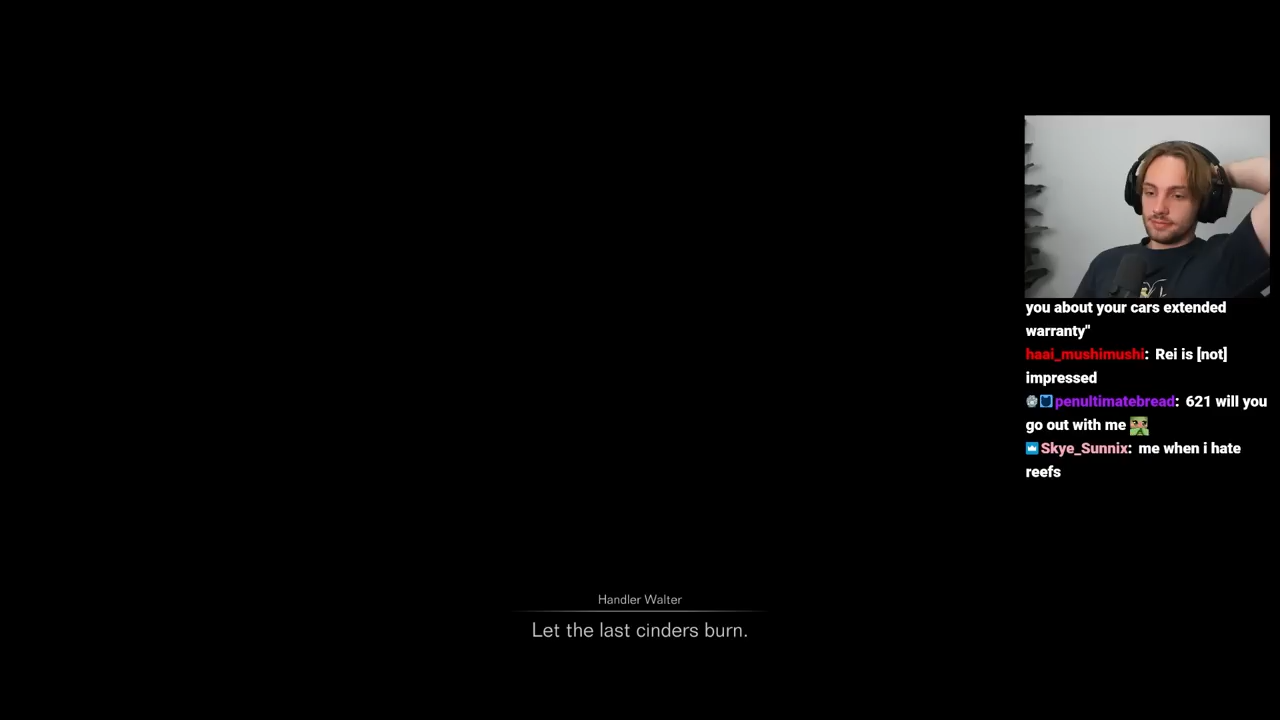 you about your cars extended
warranty"
haai_mushimushi: Rei is [not]
impressed
penultimatebread: 621 will you
go out with me
Skye_Sunnix: me when i hate
reefs
Handler Walter
Let the last cinders burn.